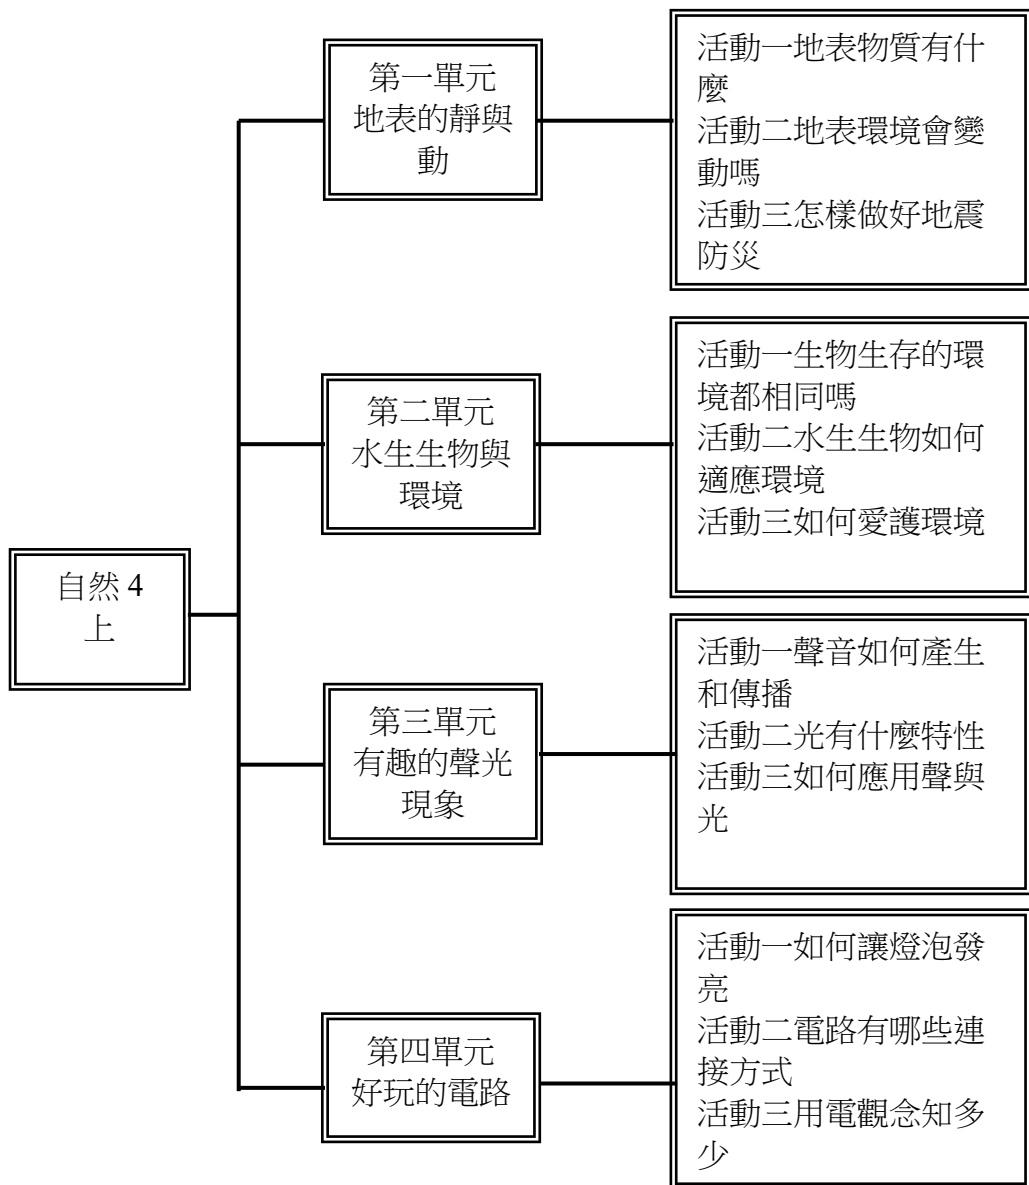 第一單元
地表的靜與
動
活動一地表物質有什
麼
活動二地表環境會變
動嗎
活動三怎樣做好地震
防災
第二單元
水生生物與
環境
活動一生物生存的環
境都相同嗎
活動二水生生物如何
適應環境
活動三如何愛護環境
自然 4
上
第三單元
有趣的聲光
現象
活動一聲音如何產生
和傳播
活動二光有什麼特性
活動三如何應用聲與
光
第四單元
好玩的電路
活動一如何讓燈泡發
亮
活動二電路有哪些連
接方式
活動三用電觀念知多
少